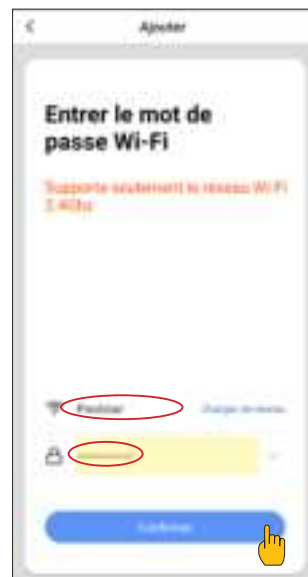 Ajouter
Entrer le mot de
passe Wi-Fi
Supporte seulement le réseau Wi-Fi
2.4Ghz
Confirmer